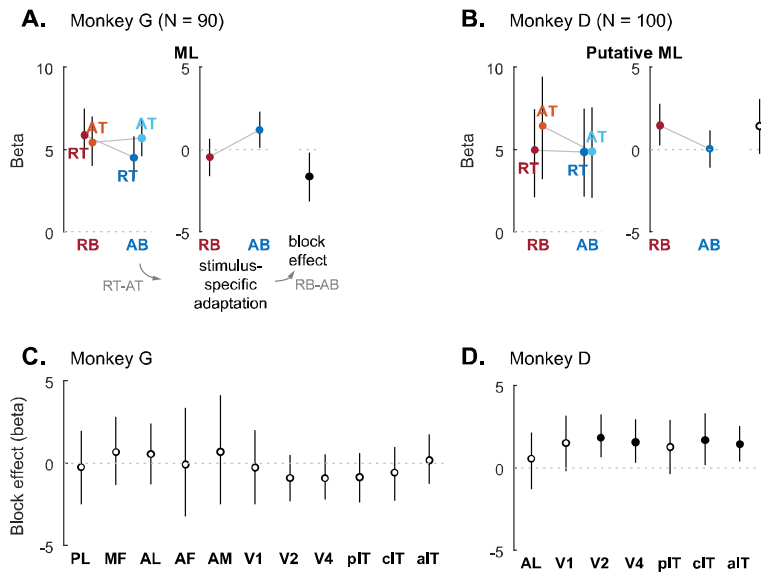 A. Monkey G (N = 90)
ML
10
5
0
Beta
RT
AT
RT
AT
RB
AB
5
0
-5
RB
AB
block
effect
stimulus-
specific
adaptation
RT-AT
RB-AB
B. Monkey D (N = 100)
Putative ML
10
5
0
Beta
RT
AT
RT
AT
RB
AB
5
0
-5
RB
AB
C. Monkey G
5
0
-5
Block effect (beta)
PL MF AL AF AM V1 V2 V4 pIT cIT aIT
D. Monkey D
5
0
-5
AL V1 V2 V4 pIT cIT aIT